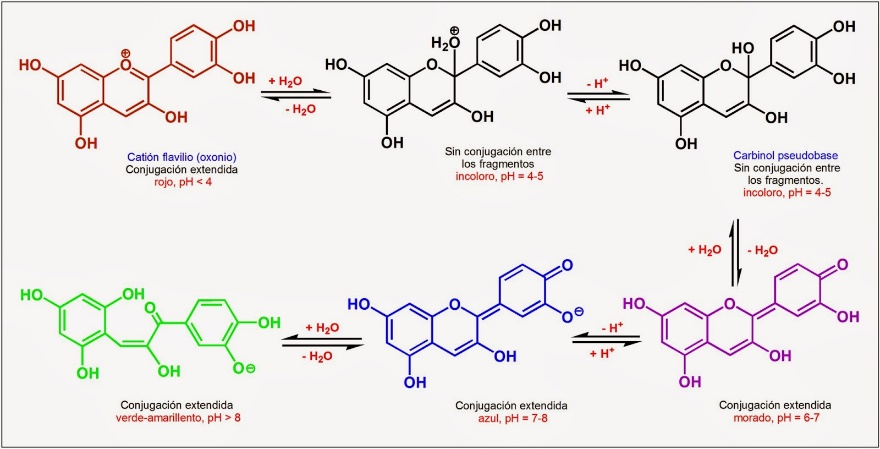 OH
HO
O
⊕
OH
OH
OH
Catión flavilio (oxonio)
Conjugación extendida
rojo, pH < 4
+ H₂O
- H₂O
⊕
H₂O
OH
HO
O
OH
OH
OH
Sin conjugación entre
los fragmentos
incoloro, pH = 4-5
- H⁺
+ H⁺
HO
OH
HO
O
OH
OH
OH
Carbinol pseudobase
Sin conjugación entre
los fragmentos.
incoloro, pH = 4-5
+ H₂O
- H₂O
HO
OH
O
OH
OH
OH
O⊖
Conjugación extendida
verde-amarillento, pH > 8
+ H₂O
- H₂O
O
HO
O
O⊖
OH
OH
Conjugación extendida
azul, pH = 7-8
- H⁺
+ H⁺
O
HO
O
OH
OH
OH
Conjugación extendida
morado, pH = 6-7